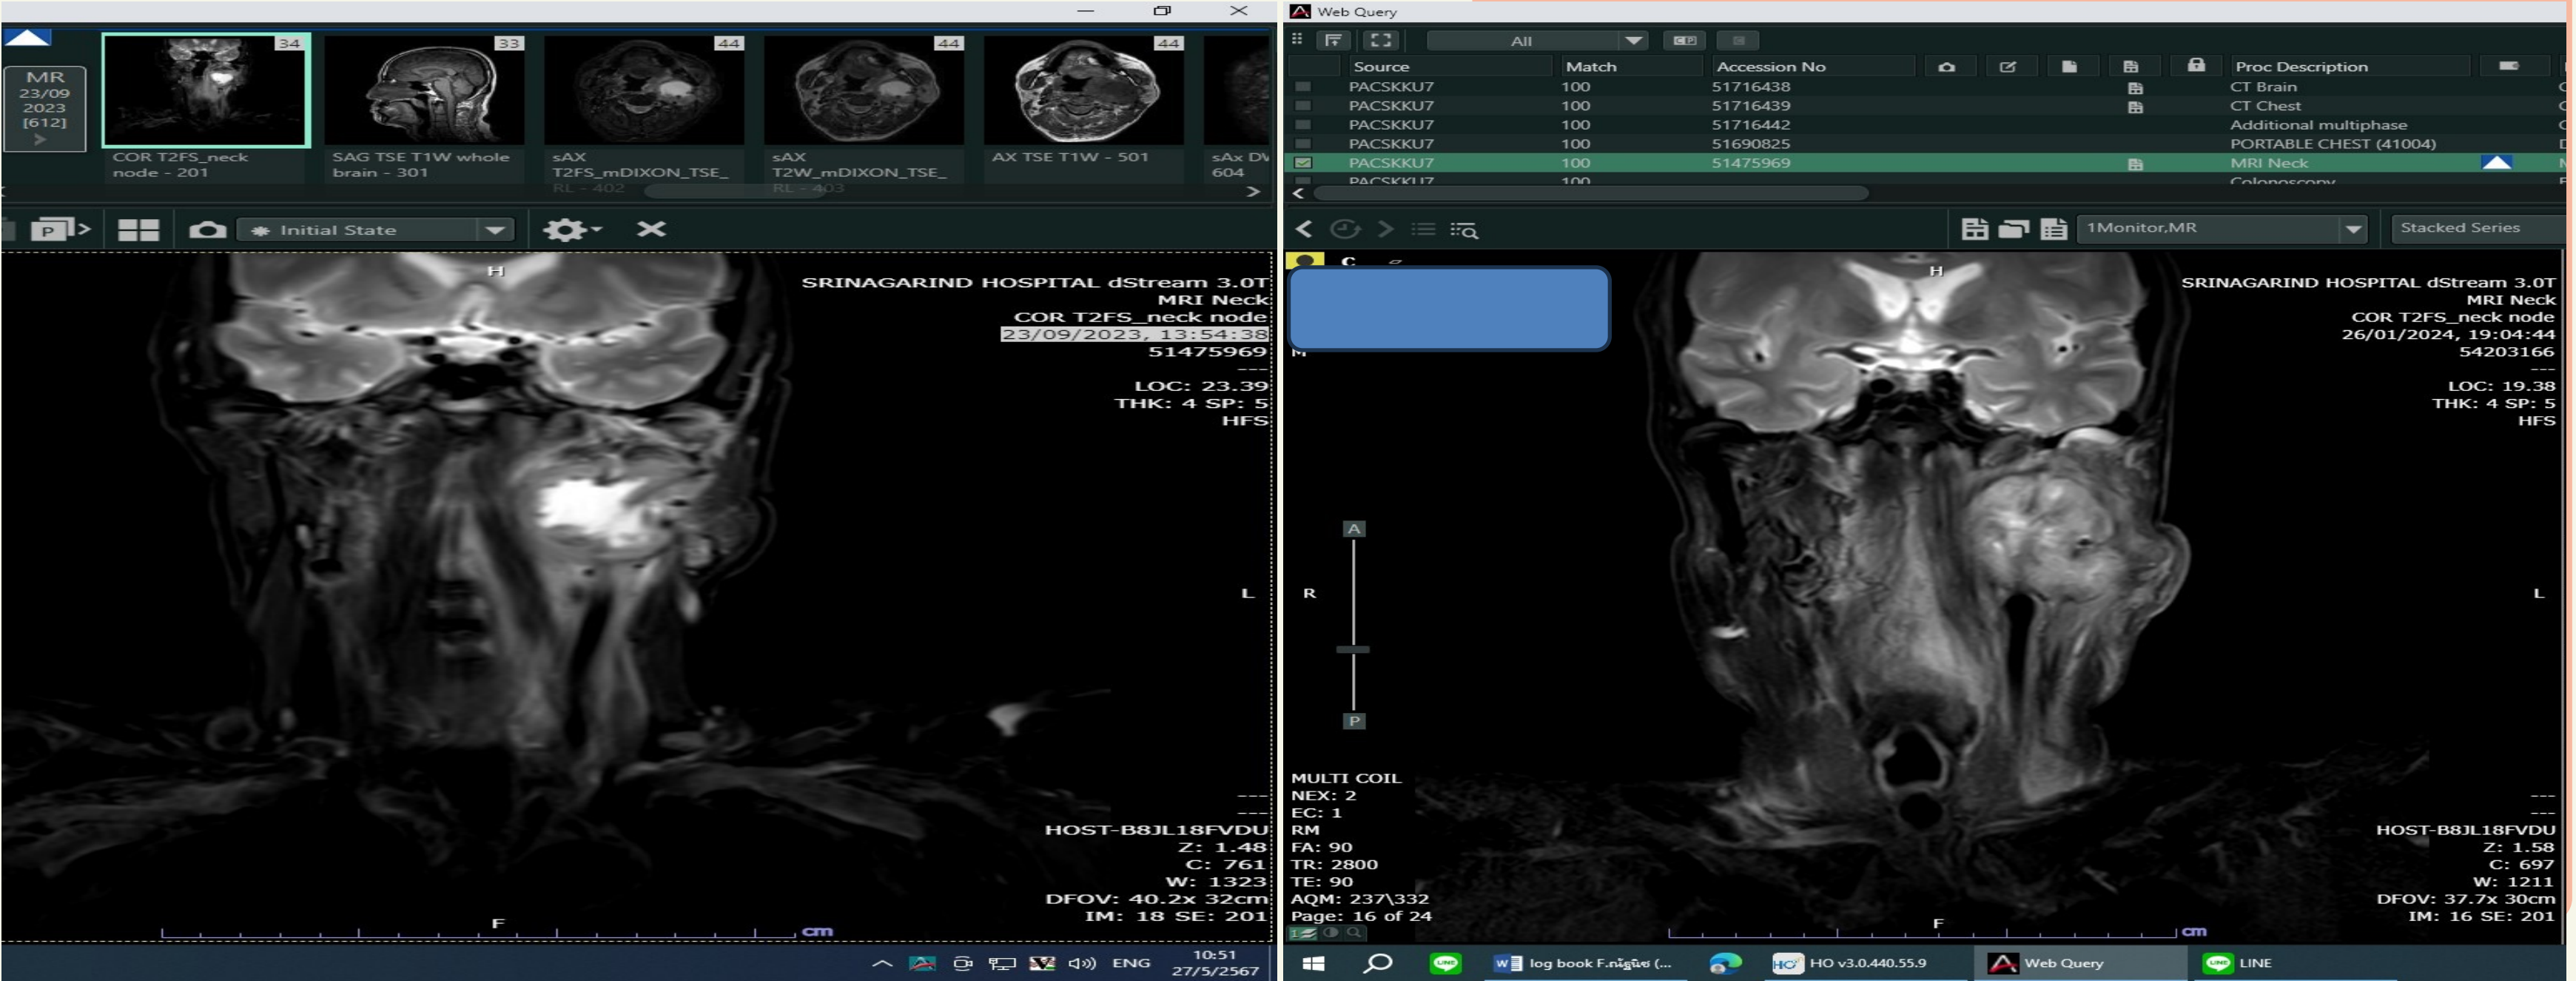 MR
23/09
2023
[612]
>
34
COR T2FS_neck
node - 201
33
SAG TSE T1W whole
brain - 301
44
sAX
T2FS_mDIXON_TSE_
RL - 402
44
sAX
T2W_mDIXON_TSE_
RL - 403
44
AX TSE T1W - 501
604
P
Initial State
H
SRINAGARIND HOSPITAL dStream 3.0T
MRI Neck
COR T2FS_neck node
23/09/2023, 13:54:38
51475969
---
LOC: 23.39
THK: 4 SP: 5
HFS
L
---
---
HOST-B8JL18FVDU
Z: 1.48
C: 761
W: 1323
DFOV: 40.2x 32cm
IM: 18 SE: 201
F
cm
ENG
10:51
27/5/2567
Web Query
All
Source Match Accession No Proc Description
PACSKKU7 100 51716438 CT Brain
PACSKKU7 100 51716439 CT Chest
PACSKKU7 100 51716442 Additional multiphase
PACSKKU7 100 51690825 PORTABLE CHEST (41004)
PACSKKU7 100 51475969 MRI Neck
PACSKKU7 100 Colonoscopy
1Monitor,MR
Stacked Series
C
H
SRINAGARIND HOSPITAL dStream 3.0T
MRI Neck
COR T2FS_neck node
26/01/2024, 19:04:44
54203166
---
LOC: 19.38
THK: 4 SP: 5
HFS
M
A
R
L
P
MULTI COIL
NEX: 2
EC: 1
RM
FA: 90
TR: 2800
TE: 90
AQM: 237\332
Page: 16 of 24
---
---
HOST-B8JL18FVDU
Z: 1.58
C: 697
W: 1211
DFOV: 37.7x 30cm
IM: 16 SE: 201
F
cm
log book F.ณัฐนิช (...
HO v3.0.440.55.9
Web Query
LINE